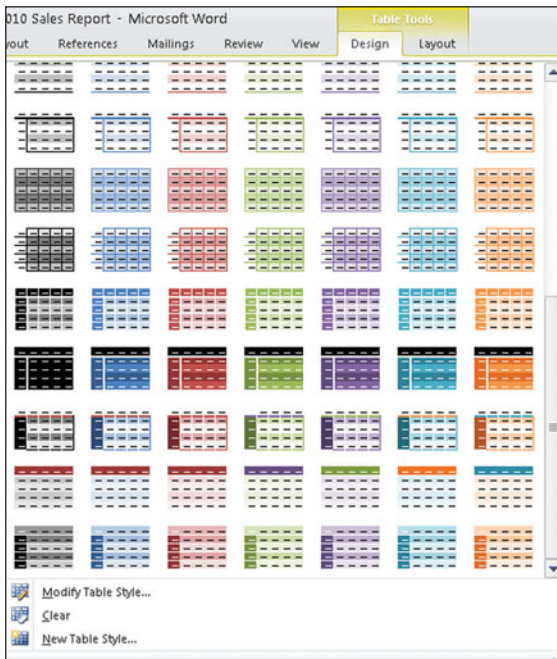 010 Sales Report - Microsoft Word
Table Tools
yout References Mailings Review View Design Layout
Modify Table Style...
Clear
New Table Style...